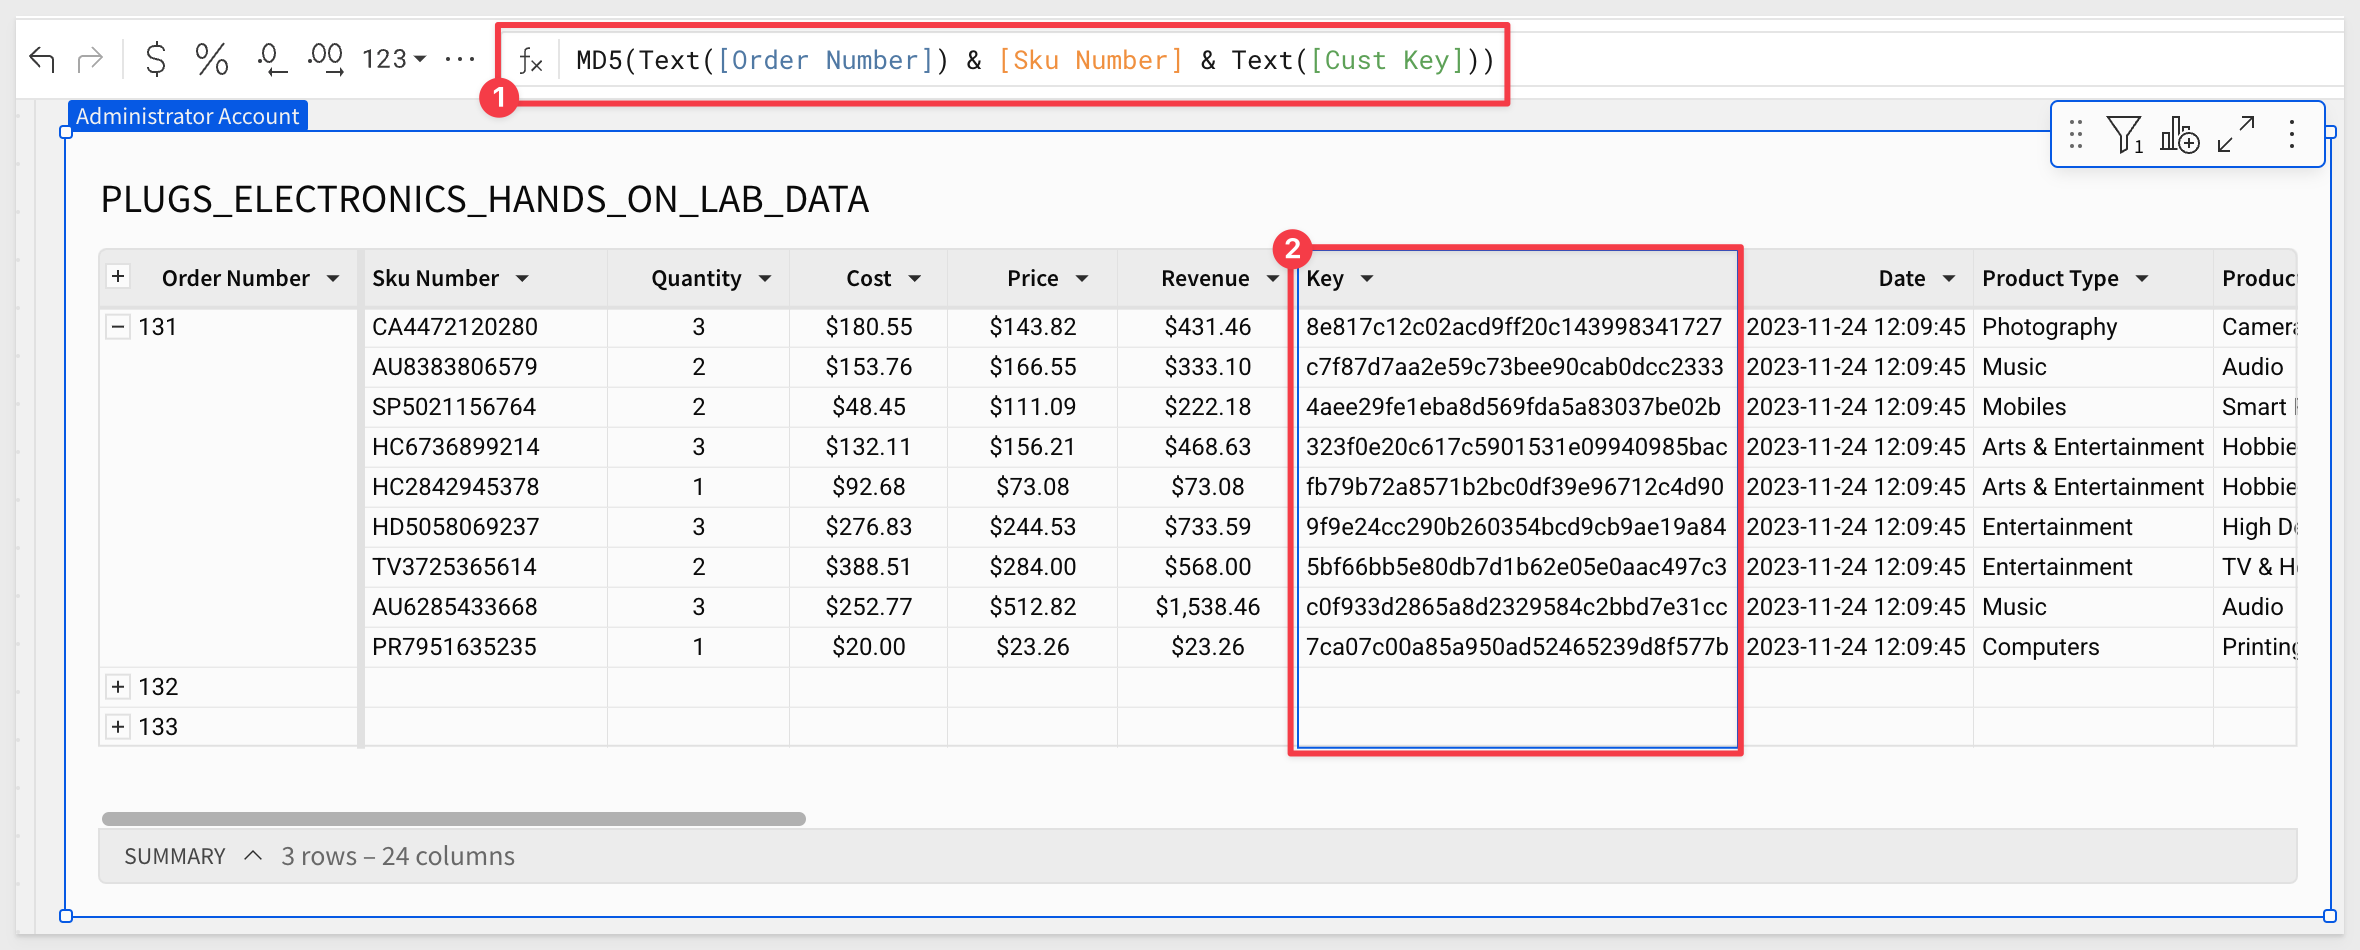 $ % .0 .00 123 ... fx MD5(Text([Order Number]) & [Sku Number] & Text([Cust Key]))
1
Administrator Account
1
PLUGS_ELECTRONICS_HANDS_ON_LAB_DATA
2
Order Number Sku Number Quantity Cost Price Revenue Key Date Product Type Produc
131 CA4472120280 3 $180.55 $143.82 $431.46 8e817c12c02acd9ff20c143998341727 2023-11-24 12:09:45 Photography Camera
AU8383806579 2 $153.76 $166.55 $333.10 c7f87d7aa2e59c73bee90cab0dcc2333 2023-11-24 12:09:45 Music Audio
SP5021156764 2 $48.45 $111.09 $222.18 4aee29fe1eba8d569fda5a83037be02b 2023-11-24 12:09:45 Mobiles Smart
HC6736899214 3 $132.11 $156.21 $468.63 323f0e20c617c5901531e09940985bac 2023-11-24 12:09:45 Arts & Entertainment Hobbie
HC2842945378 1 $92.68 $73.08 $73.08 fb79b72a8571b2bc0df39e96712c4d90 2023-11-24 12:09:45 Arts & Entertainment Hobbie
HD5058069237 3 $276.83 $244.53 $733.59 9f9e24cc290b260354bcd9cb9ae19a84 2023-11-24 12:09:45 Entertainment High D
TV3725365614 2 $388.51 $284.00 $568.00 5bf66bb5e80db7d1b62e05e0aac497c3 2023-11-24 12:09:45 Entertainment TV & H
AU6285433668 3 $252.77 $512.82 $1,538.46 c0f933d2865a8d2329584c2bbd7e31cc 2023-11-24 12:09:45 Music Audio
PR7951635235 1 $20.00 $23.26 $23.26 7ca07c00a85a950ad52465239d8f577b 2023-11-24 12:09:45 Computers Printing
132
133
SUMMARY 3 rows – 24 columns